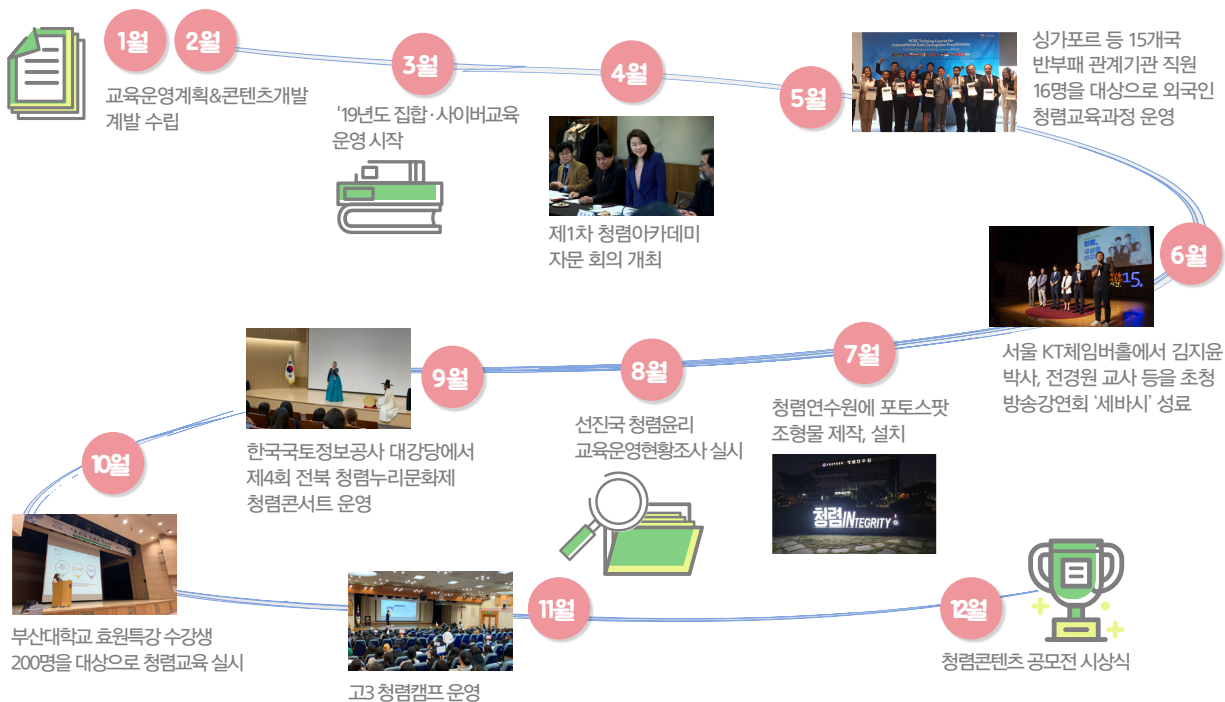 1월
2월
교육운영계획&콘텐츠개발
계발 수립
3월
'19년도 집합·사이버교육
운영 시작
4월
제1차 청렴아카데미
자문 회의 개최
5월
싱가포르 등 15개국
반부패 관계기관 직원
16명을 대상으로 외국인
청렴교육과정 운영
ACRC Training Course for
International Anti-Corruption Practitioners
6월
15,
서울 KT체임버홀에서 김지윤
박사, 전경원 교사 등을 초청
방송강연회 ‘세바시’ 성료
7월
청렴연수원에 포토스팟
조형물 제작, 설치
청렴INTEGRITY
8월
선진국 청렴윤리
교육운영현황조사 실시
9월
한국국토정보공사 대강당에서
제4회 전북 청렴누리문화제
청렴콘서트 운영
10월
부산대학교 효원특강 수강생
200명을 대상으로 청렴교육 실시
11월
고3 청렴캠프 운영
12월
청렴콘텐츠 공모전 시상식